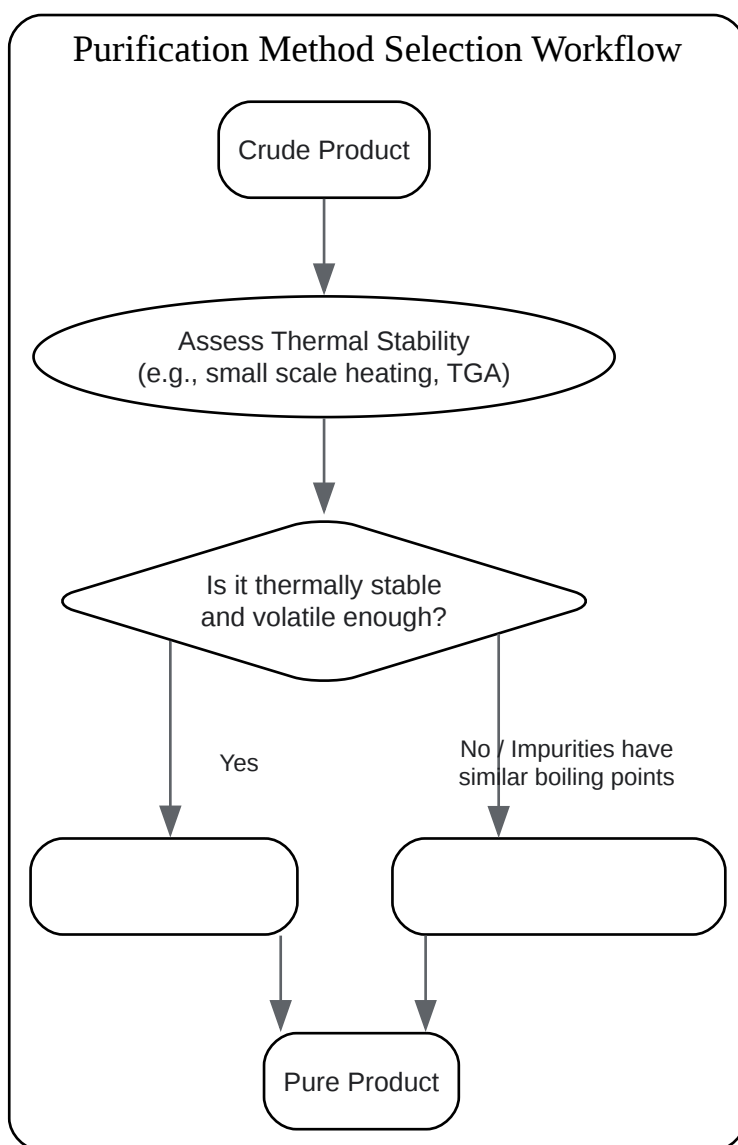 Purification Method Selection Workflow
Crude Product
Assess Thermal Stability
(e.g., small scale heating, TGA)
Is it thermally stable
and volatile enough?
Yes
No / Impurities have
similar boiling points
Pure Product